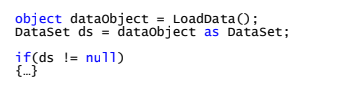 object dataObject = LoadData();
DataSet ds = dataObject as DataSet;
if(ds != null)
{…}